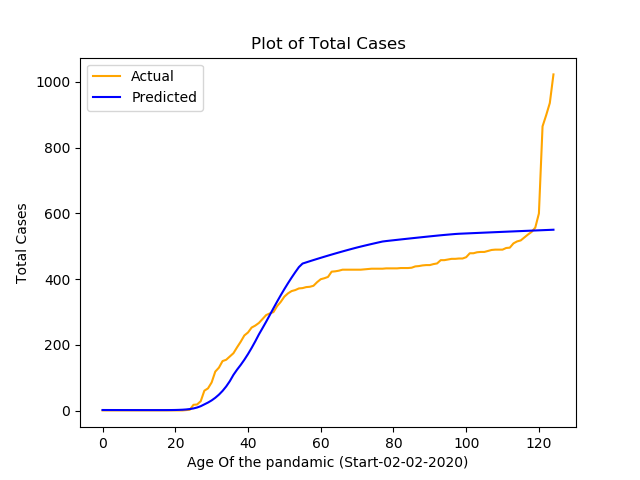 Plot of Total Cases
Actual
Predicted
1000
800
600
400
200
0
Total Cases
0 20 40 60 80 100 120
Age Of the pandamic (Start-02-02-2020)